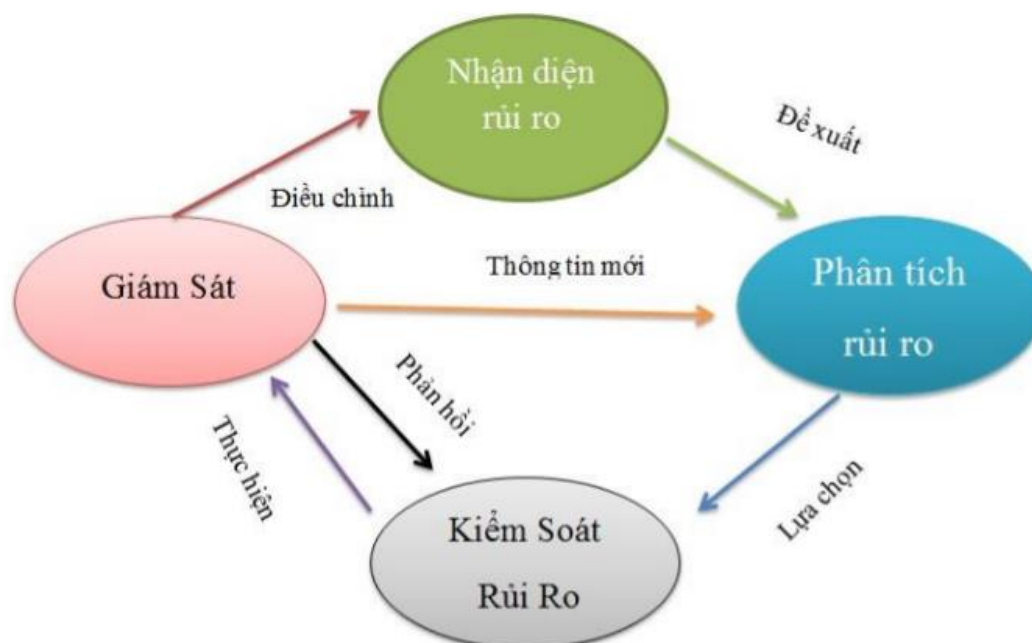 Nhận diện
rủi ro
Đề xuất
Điều chỉnh
Giám Sát
Thông tin mới
Phân tích
rủi ro
Phản hồi
Thực hiện
Lựa chọn
Kiểm Soát
Rủi Ro